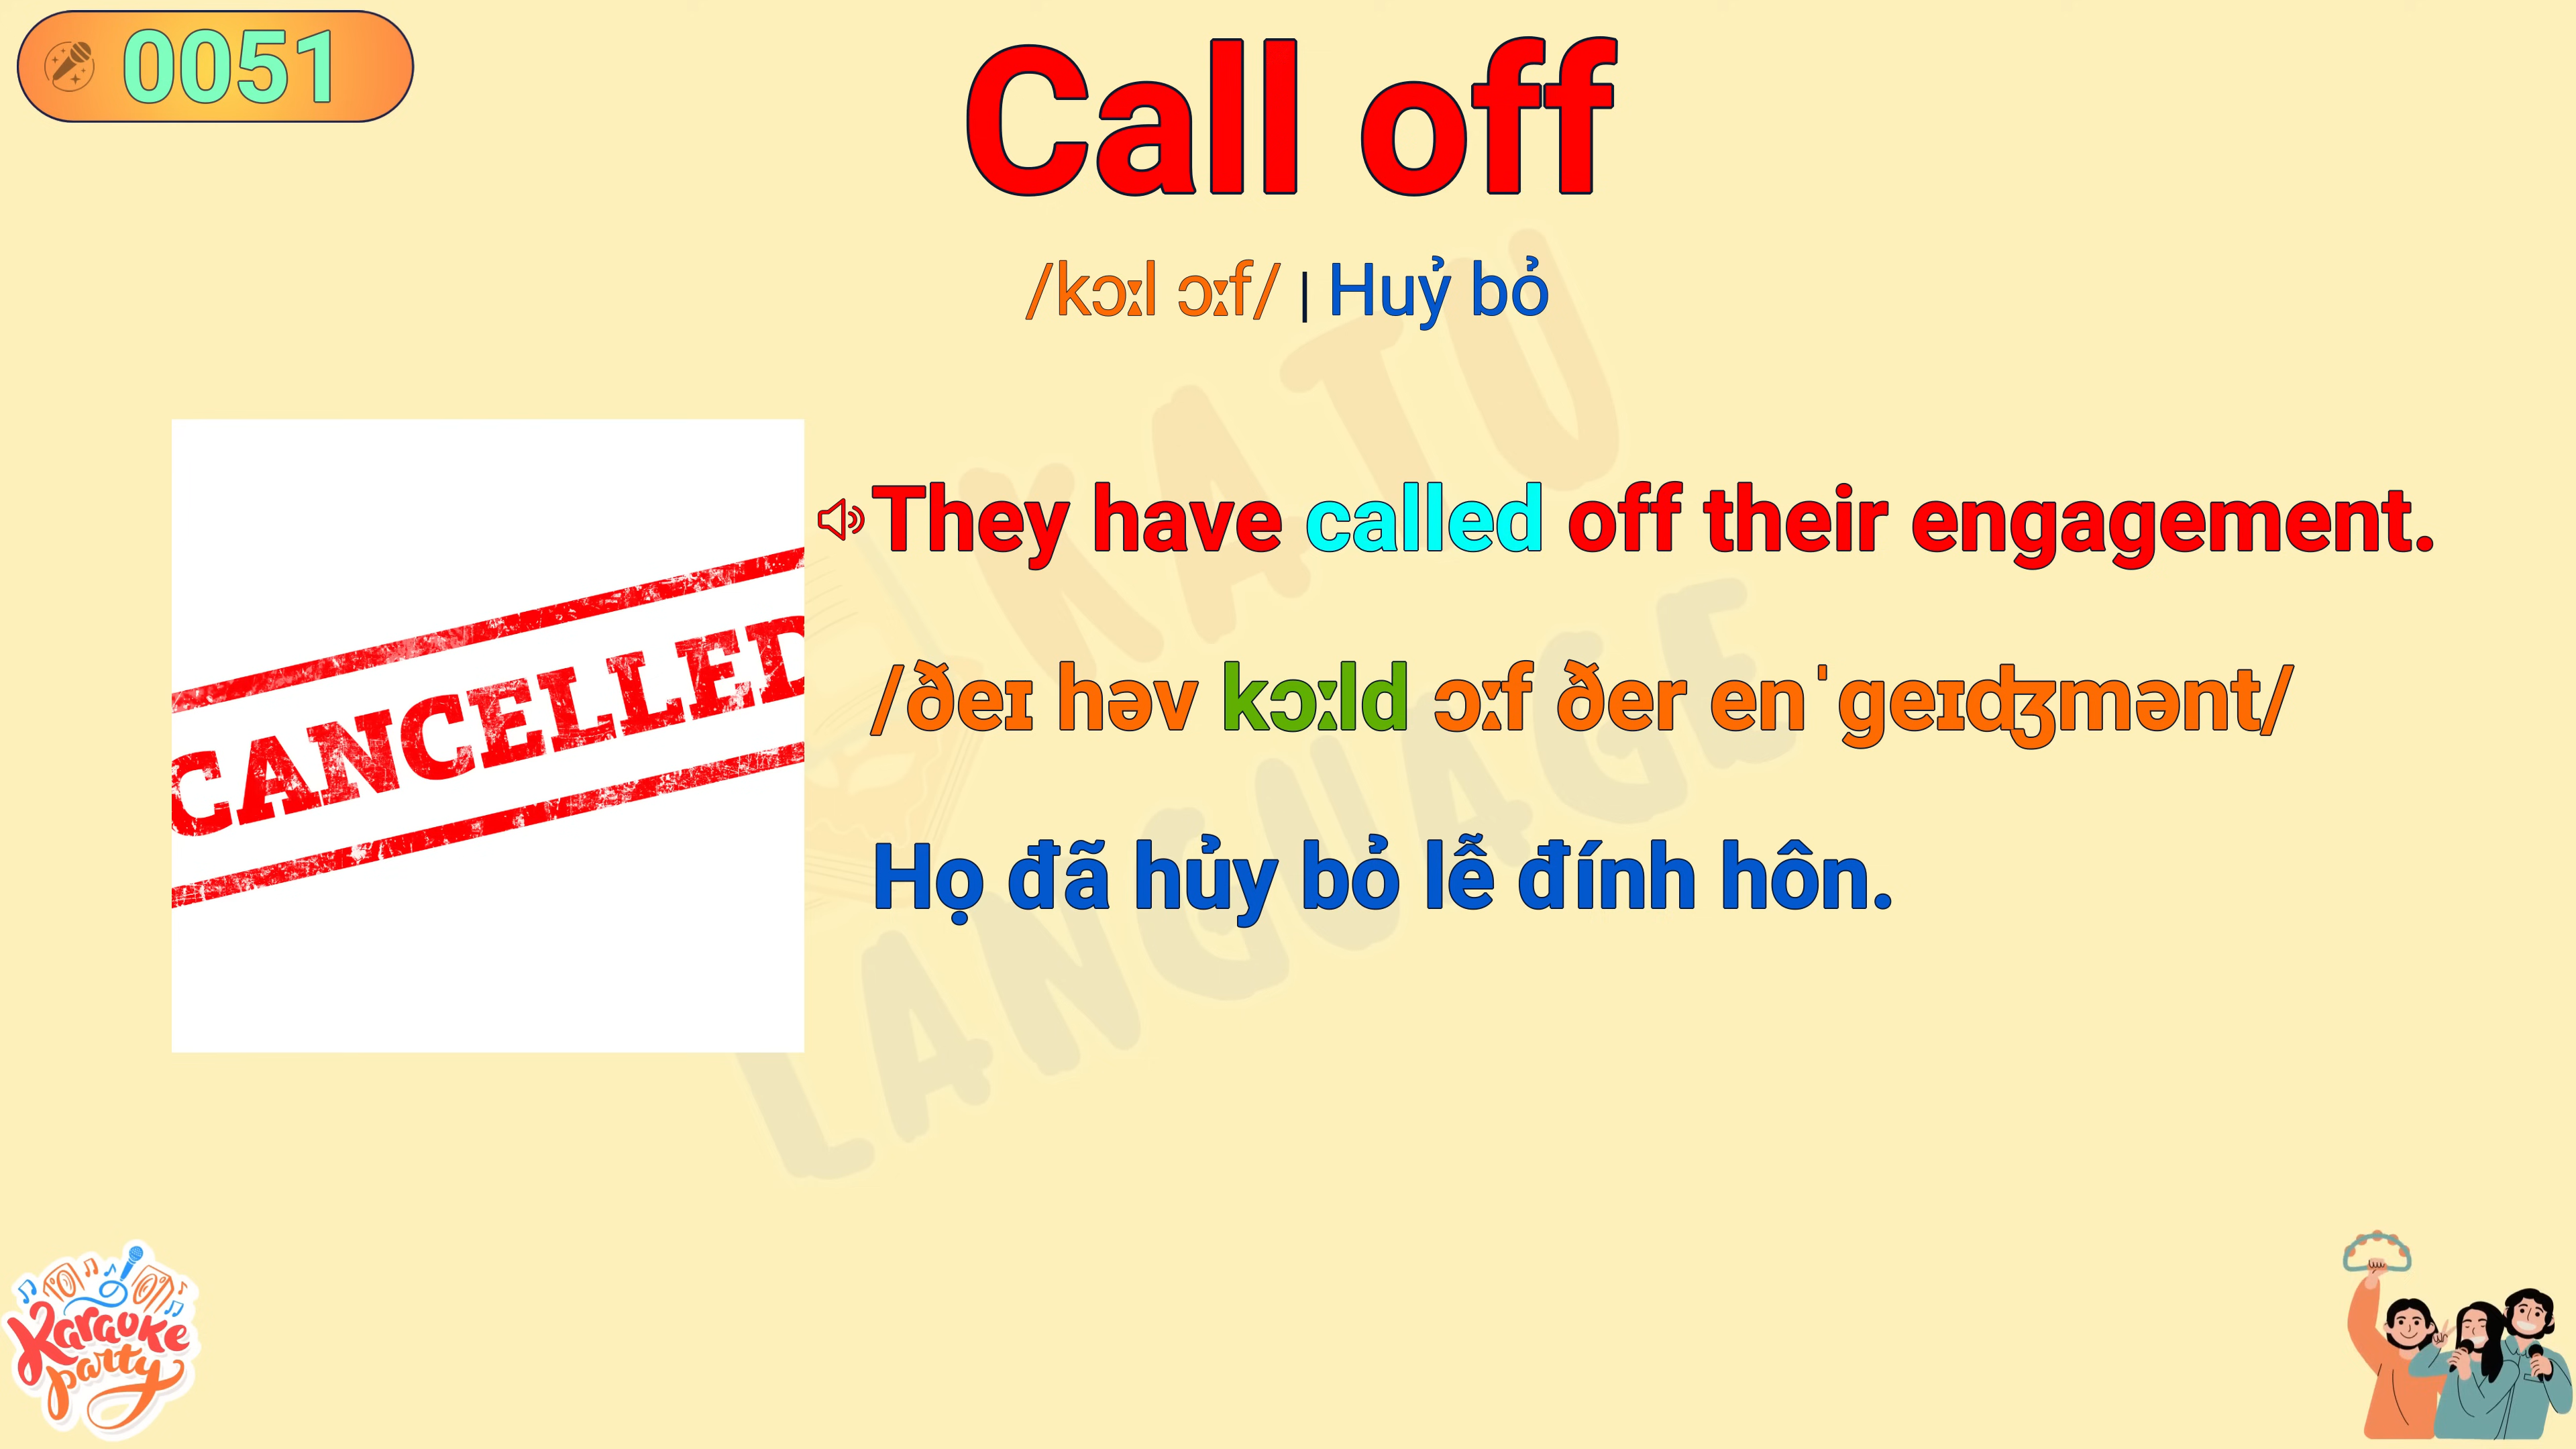 0051
Call off
/kɔːl ɔːf/ | Huỷ bỏ
CANCELLED
They have called off their engagement.
/ðeɪ həv kɔːld ɔːf ðer enˈɡeɪʤmənt/
Họ đã hủy bỏ lễ đính hôn.
KATU
LANGUAGE
Karaoke
party